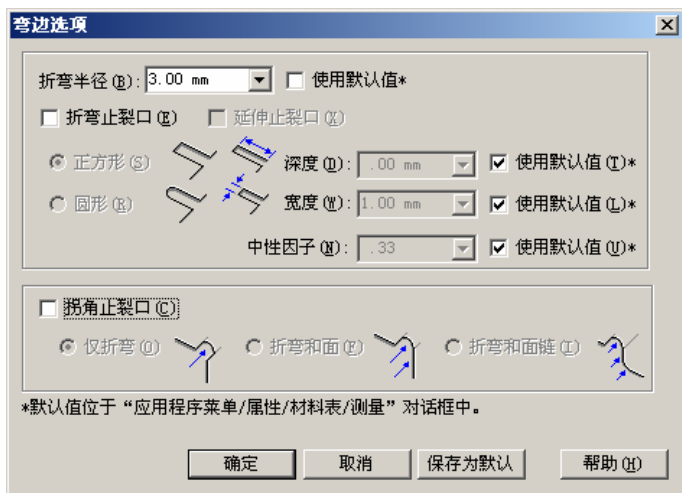 弯边选项
折弯半径(B): 3.00 mm 使用默认值*
折弯止裂口(E) 延伸止裂口(X)
正方形(S) 深度(D): .00 mm 使用默认值(T)*
圆形(R) 宽度(W): 1.00 mm 使用默认值(L)*
中性因子(N): .33 使用默认值(U)*
拐角止裂口(C)
仅折弯(O) 折弯和面(F) 折弯和面链(I)
*默认值位于“应用程序菜单/属性/材料表/测量”对话框中。
确定 取消 保存为默认 帮助(H)